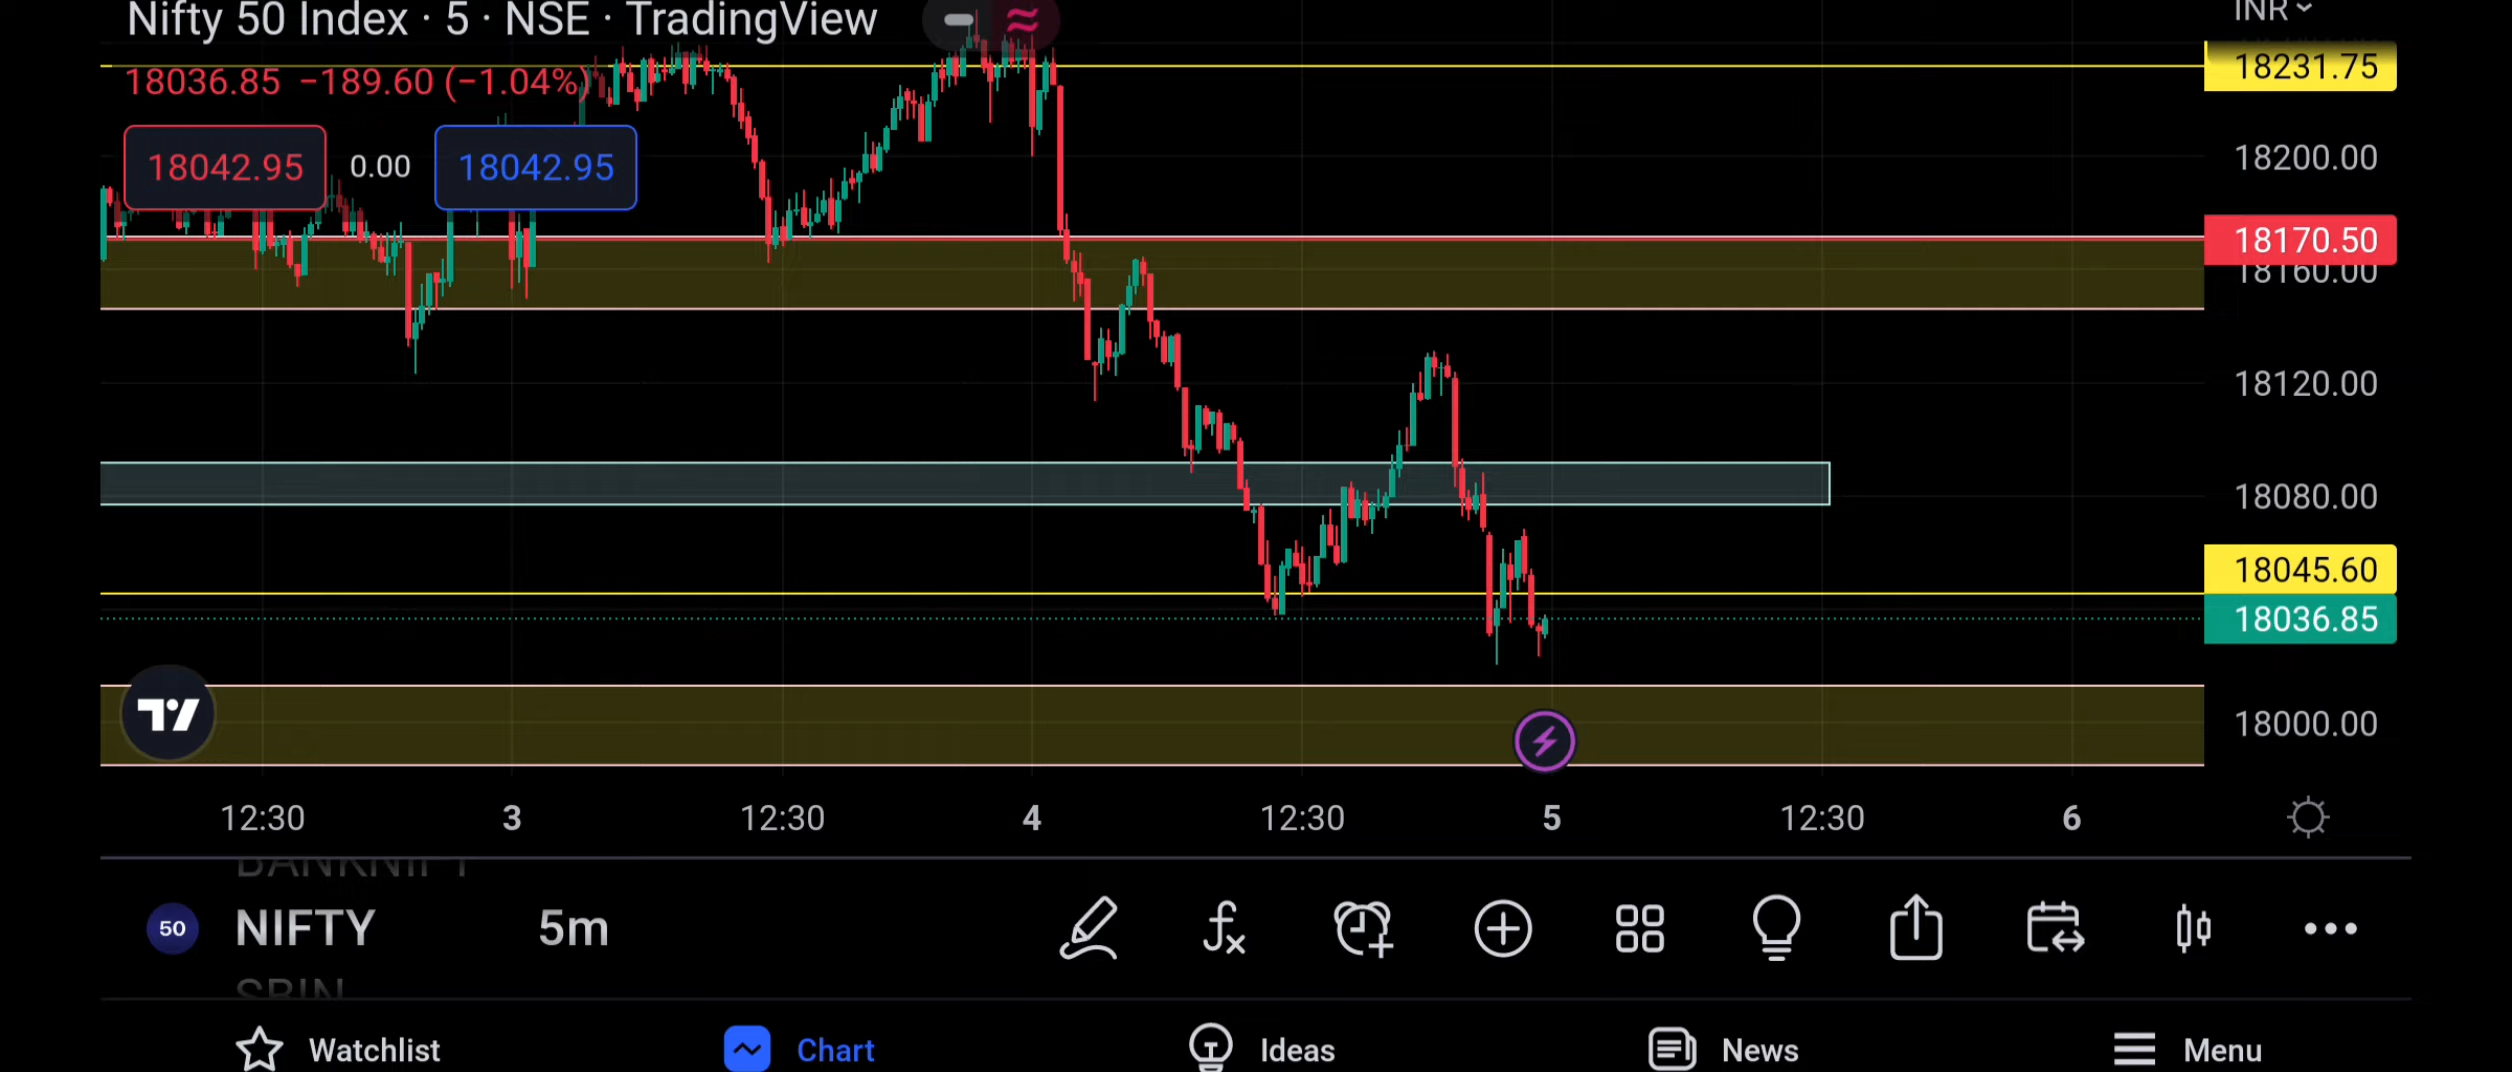 Nifty 50 Index · 5 · NSE · TradingView
INR
18036.85 −189.60 (−1.04%)
18231.75
18042.95 0.00 18042.95
18200.00
18170.50
18160.00
18120.00
18080.00
18045.60
18036.85
18000.00
12:30 3 12:30 4 12:30 5 12:30 6
BANKNIFT
50 NIFTY 5m
SBIN
Watchlist Chart Ideas News Menu